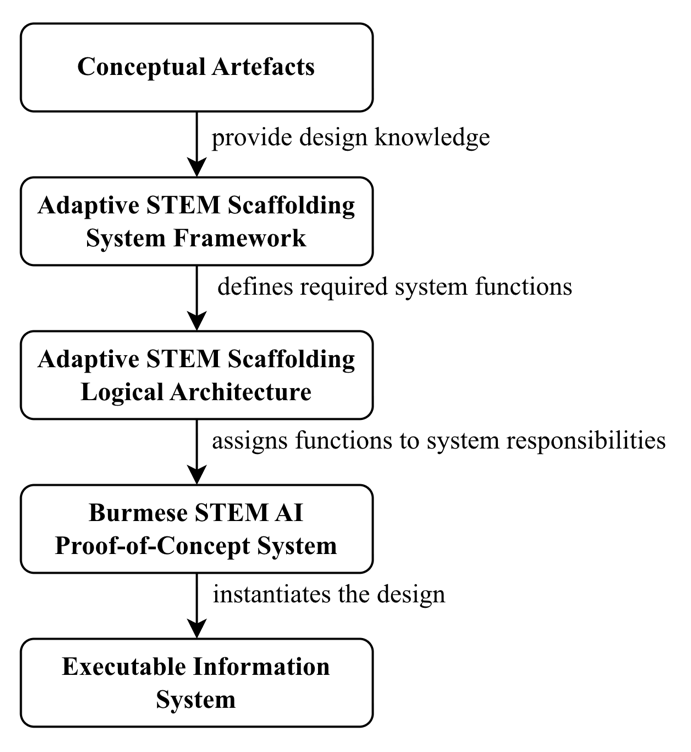 Conceptual Artefacts
provide design knowledge
Adaptive STEM Scaffolding
System Framework
defines required system functions
Adaptive STEM Scaffolding
Logical Architecture
assigns functions to system responsibilities
Burmese STEM AI
Proof-of-Concept System
instantiates the design
Executable Information
System